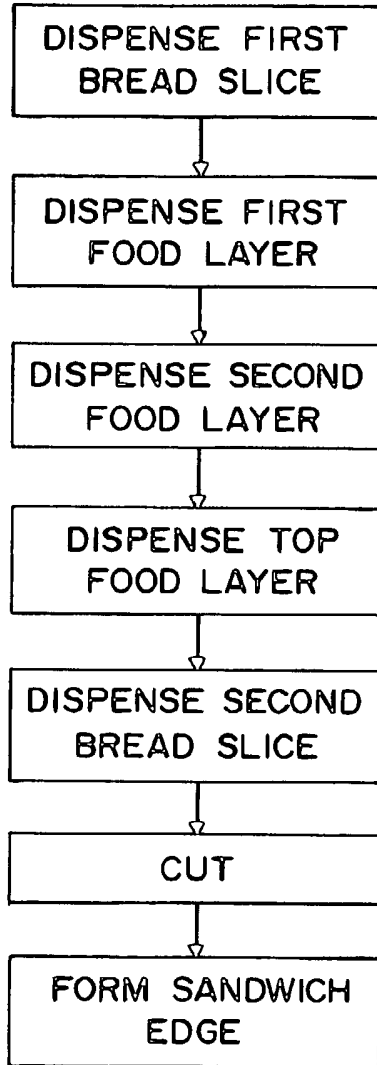 DISPENSE FIRST
BREAD SLICE
DISPENSE FIRST
FOOD LAYER
DISPENSE SECOND
FOOD LAYER
DISPENSE TOP
FOOD LAYER
DISPENSE SECOND
BREAD SLICE
CUT
FORM SANDWICH
EDGE